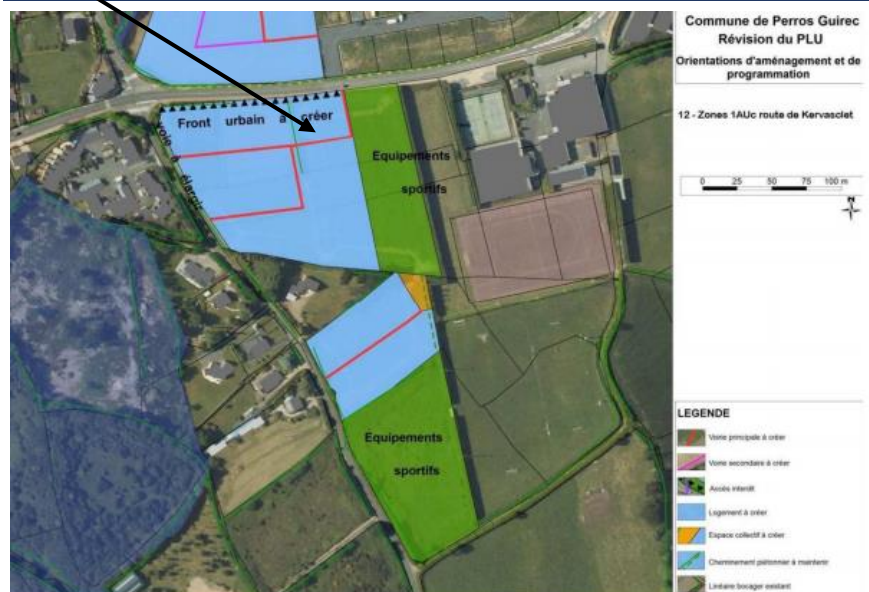 Commune de Perros Guirec
Révision du PLU
Orientations d'aménagement et de
programmation
12 - Zones 1AUc route de Kervasclet
0 25 50 75 100 m
N
Front urbain à créer
voie à élargir
Equipements
sportifs
Equipements
sportifs
LEGENDE
Voirie principale à créer
Voirie secondaire à créer
Accès interdit
Logement à créer
Espace collectif à créer
Cheminement piétonnier à maintenir
Linéaire bocager existant